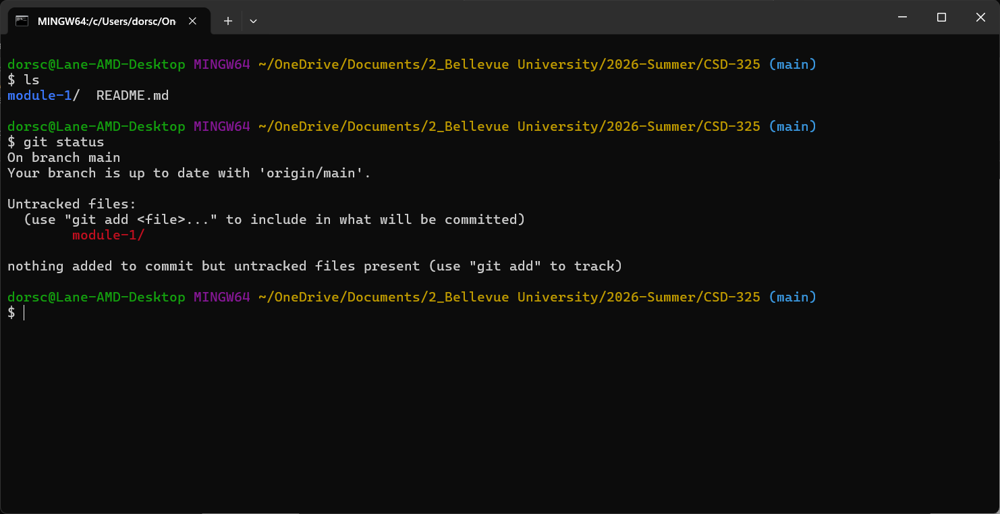 MINGW64:/c/Users/dorsc/On
dorsc@Lane-AMD-Desktop MINGW64 ~/OneDrive/Documents/2_Bellevue University/2026-Summer/CSD-325 (main)
$ ls
module-1/  README.md
dorsc@Lane-AMD-Desktop MINGW64 ~/OneDrive/Documents/2_Bellevue University/2026-Summer/CSD-325 (main)
$ git status
On branch main
Your branch is up to date with 'origin/main'.
Untracked files:
  (use "git add <file>..." to include in what will be committed)
        module-1/
nothing added to commit but untracked files present (use "git add" to track)
dorsc@Lane-AMD-Desktop MINGW64 ~/OneDrive/Documents/2_Bellevue University/2026-Summer/CSD-325 (main)
$